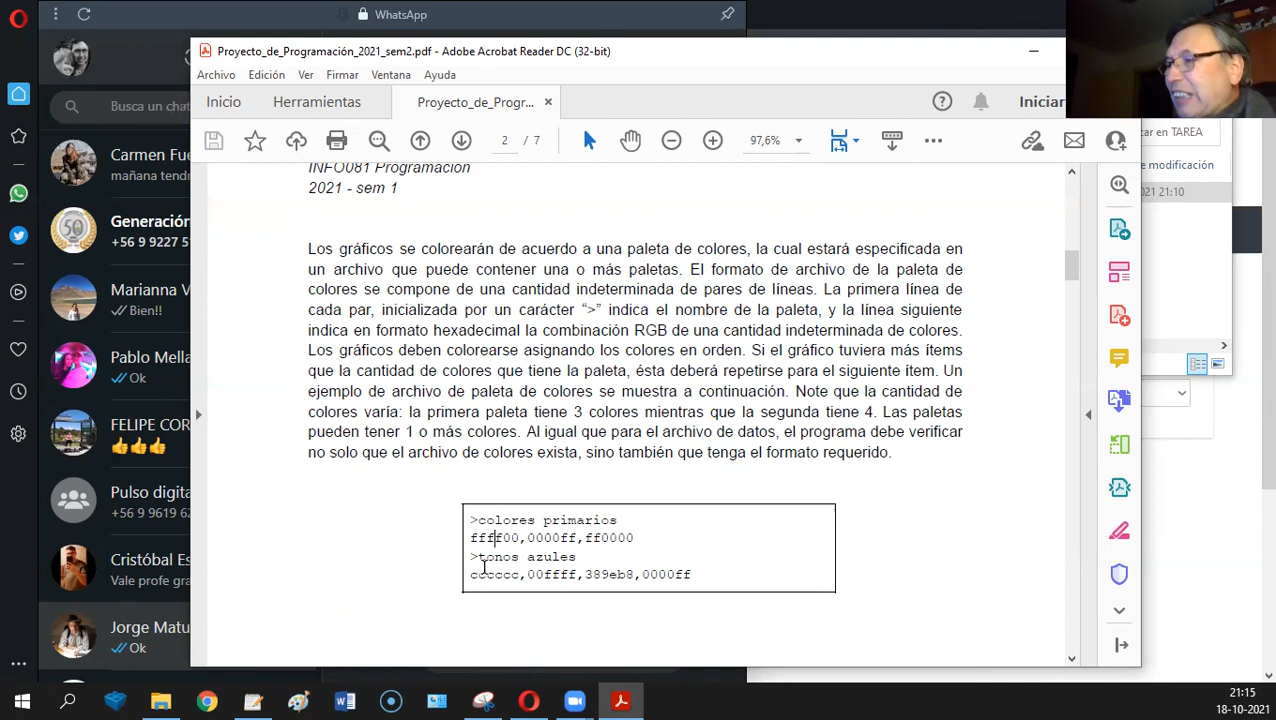 WhatsApp
Proyecto_de_Programación_2021_sem2.pdf - Adobe Acrobat Reader DC (32-bit)
Archivo Edición Ver Firmar Ventana Ayuda
Inicio Herramientas Proyecto_de_Progr... × Iniciar
2 / 7 97,6%
Busca un chat
Carmen Fue
mañana tend
Generación
+56 9 9227 5
Marianna V
Bien!!
Pablo Mella
Ok
FELIPE COR
Pulso digita
+56 9 9619 6
Cristóbal Es
Vale profe gra
Jorge Matu
Ok
INFO081 Programación
2021 - sem 1
Los gráficos se colorearán de acuerdo a una paleta de colores, la cual estará especificada en
un archivo que puede contener una o más paletas. El formato de archivo de la paleta de
colores se compone de una cantidad indeterminada de pares de líneas. La primera línea de
cada par, inicializada por un carácter “>” indica el nombre de la paleta, y la línea siguiente
indica en formato hexadecimal la combinación RGB de una cantidad indeterminada de colores.
Los gráficos deben colorearse asignando los colores en orden. Si el gráfico tuviera más ítems
que la cantidad de colores que tiene la paleta, ésta deberá repetirse para el siguiente ítem. Un
ejemplo de archivo de paleta de colores se muestra a continuación. Note que la cantidad de
colores varía: la primera paleta tiene 3 colores mientras que la segunda tiene 4. Las paletas
pueden tener 1 o más colores. Al igual que para el archivo de datos, el programa debe verificar
no solo que el archivo de colores exista, sino también que tenga el formato requerido.
>colores primarios
ffff00,0000ff,ff0000
>tonos azules
cccccc,00ffff,389eb8,0000ff
car en TAREA
e modificación
2021 21:10
21:15
18-10-2021